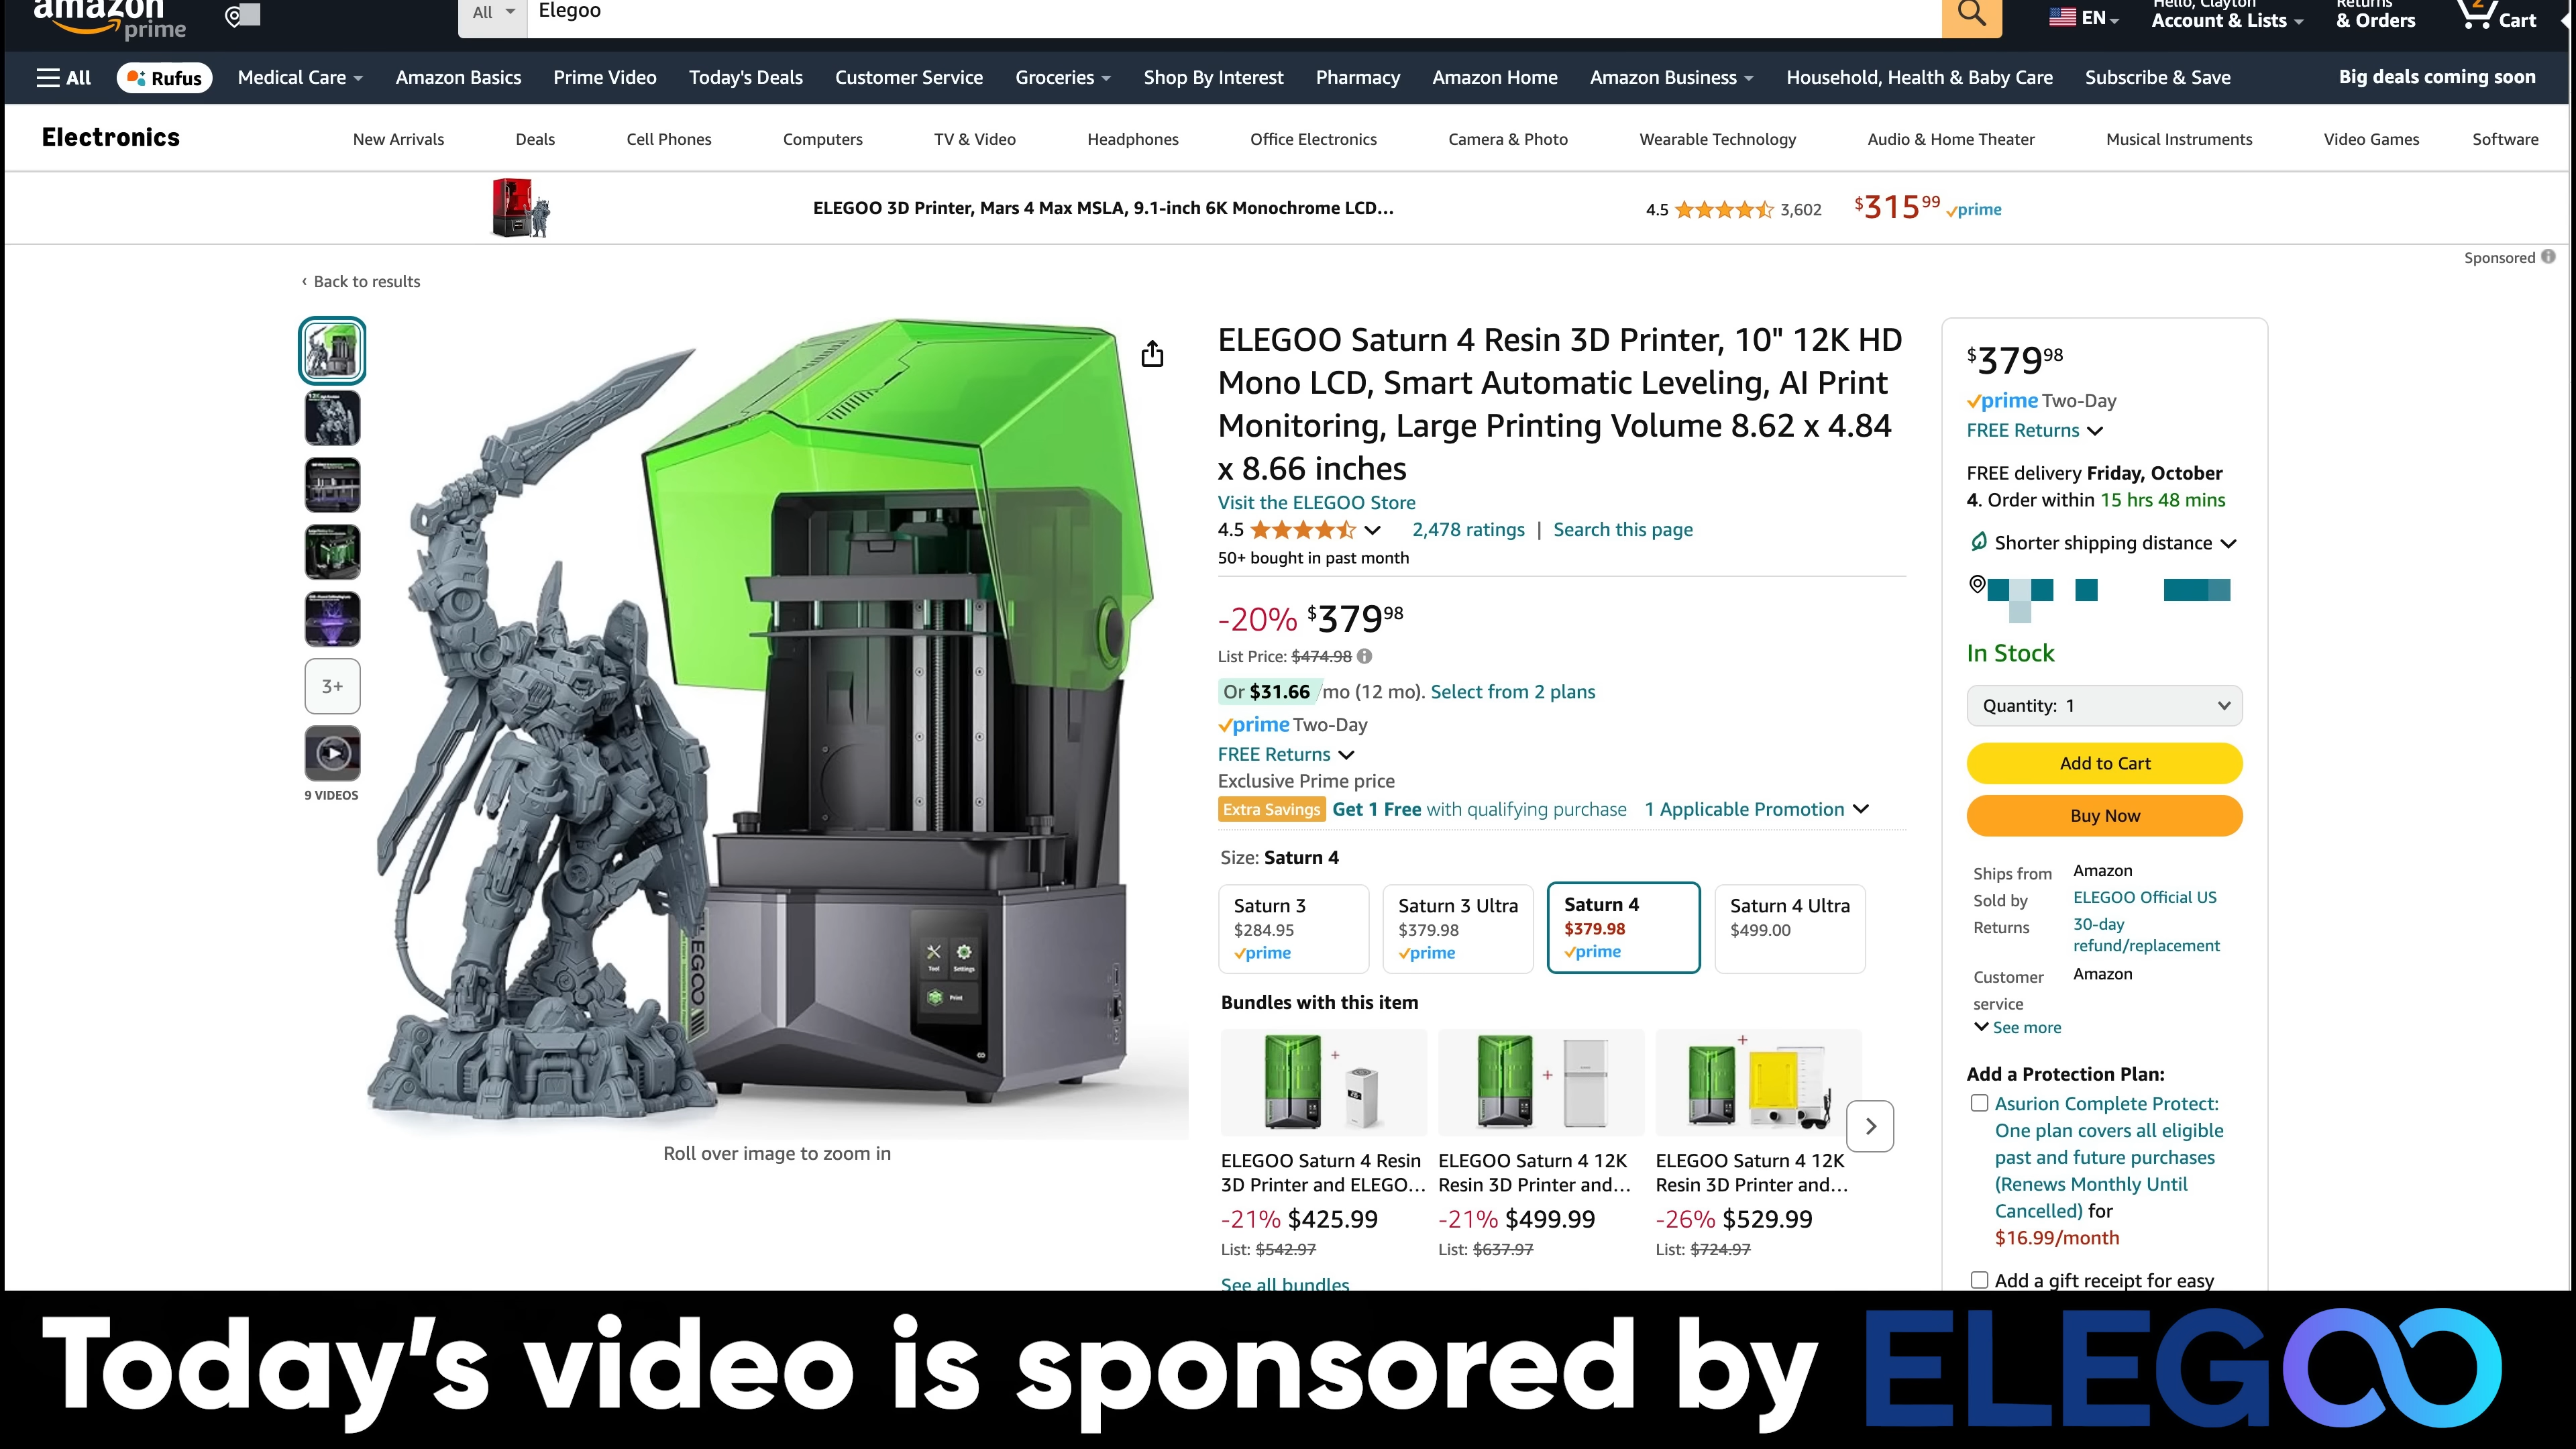 amazon
prime
All
Elegoo
EN
Hello, Clayton
Account & Lists
Returns
& Orders
2
Cart
All
Rufus
Medical Care
Amazon Basics
Prime Video
Today's Deals
Customer Service
Groceries
Shop By Interest
Pharmacy
Amazon Home
Amazon Business
Household, Health & Baby Care
Subscribe & Save
Big deals coming soon
Electronics
New Arrivals
Deals
Cell Phones
Computers
TV & Video
Headphones
Office Electronics
Camera & Photo
Wearable Technology
Audio & Home Theater
Musical Instruments
Video Games
Software
ELEGOO 3D Printer, Mars 4 Max MSLA, 9.1-inch 6K Monochrome LCD...
4.5
3,602
$315 99
prime
Sponsored
‹ Back to results
3+
9 VIDEOS
ELEGOO
Tool
Settings
Print
Roll over image to zoom in
ELEGOO Saturn 4 Resin 3D Printer, 10" 12K HD
Mono LCD, Smart Automatic Leveling, AI Print
Monitoring, Large Printing Volume 8.62 x 4.84
x 8.66 inches
Visit the ELEGOO Store
4.5
2,478 ratings | Search this page
50+ bought in past month
-20% $379 98
List Price: $474.98
Or $31.66 /mo (12 mo). Select from 2 plans
prime Two-Day
FREE Returns
Exclusive Prime price
Extra Savings Get 1 Free with qualifying purchase 1 Applicable Promotion
Size: Saturn 4
Saturn 3
$284.95
prime
Saturn 3 Ultra
$379.98
prime
Saturn 4
$379.98
prime
Saturn 4 Ultra
$499.00
Bundles with this item
ELEGOO Saturn 4 Resin
3D Printer and ELEGO...
-21% $425.99
List: $542.97
ELEGOO Saturn 4 12K
Resin 3D Printer and...
-21% $499.99
List: $637.97
ELEGOO Saturn 4 12K
Resin 3D Printer and...
-26% $529.99
List: $724.97
See all bundles
$379 98
prime Two-Day
FREE Returns
FREE delivery Friday, October
4. Order within 15 hrs 48 mins
Shorter shipping distance
In Stock
Quantity: 1
Add to Cart
Buy Now
Ships from
Amazon
Sold by
ELEGOO Official US
Returns
30-day
refund/replacement
Customer
service
Amazon
See more
Add a Protection Plan:
Asurion Complete Protect:
One plan covers all eligible
past and future purchases
(Renews Monthly Until
Cancelled) for
$16.99/month
Add a gift receipt for easy
Today's video is sponsored by ELEGOO